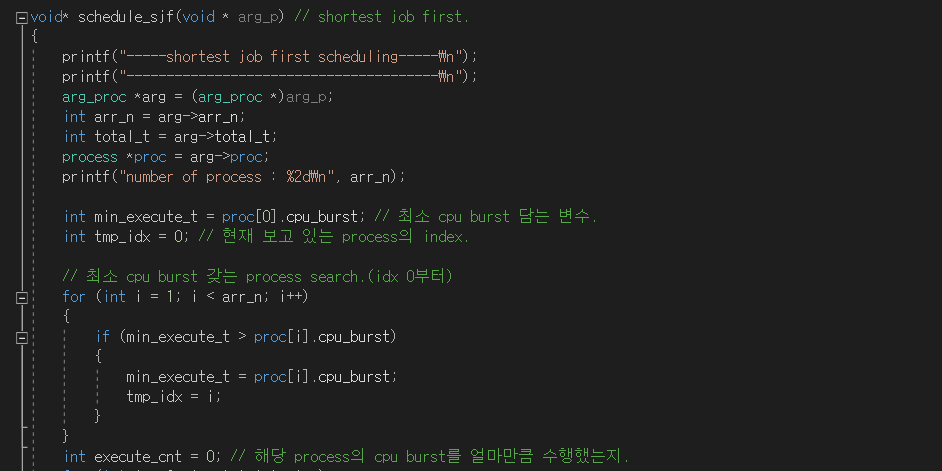 void* schedule_sjf(void * arg_p) // shortest job first.
{
printf("-----shortest job first scheduling-----₩n");
printf("---------------------------------------₩n");
arg_proc *arg = (arg_proc *)arg_p;
int arr_n = arg->arr_n;
int total_t = arg->total_t;
process *proc = arg->proc;
printf("number of process : %2d₩n", arr_n);
int min_execute_t = proc[0].cpu_burst; // 최소 cpu burst 담는 변수.
int tmp_idx = 0; // 현재 보고 있는 process의 index.
// 최소 cpu burst 갖는 process search.(idx 0부터)
for (int i = 1; i < arr_n; i++)
{
if (min_execute_t > proc[i].cpu_burst)
{
min_execute_t = proc[i].cpu_burst;
tmp_idx = i;
}
}
int execute_cnt = 0; // 해당 process의 cpu burst를 얼마만큼 수행했는지.